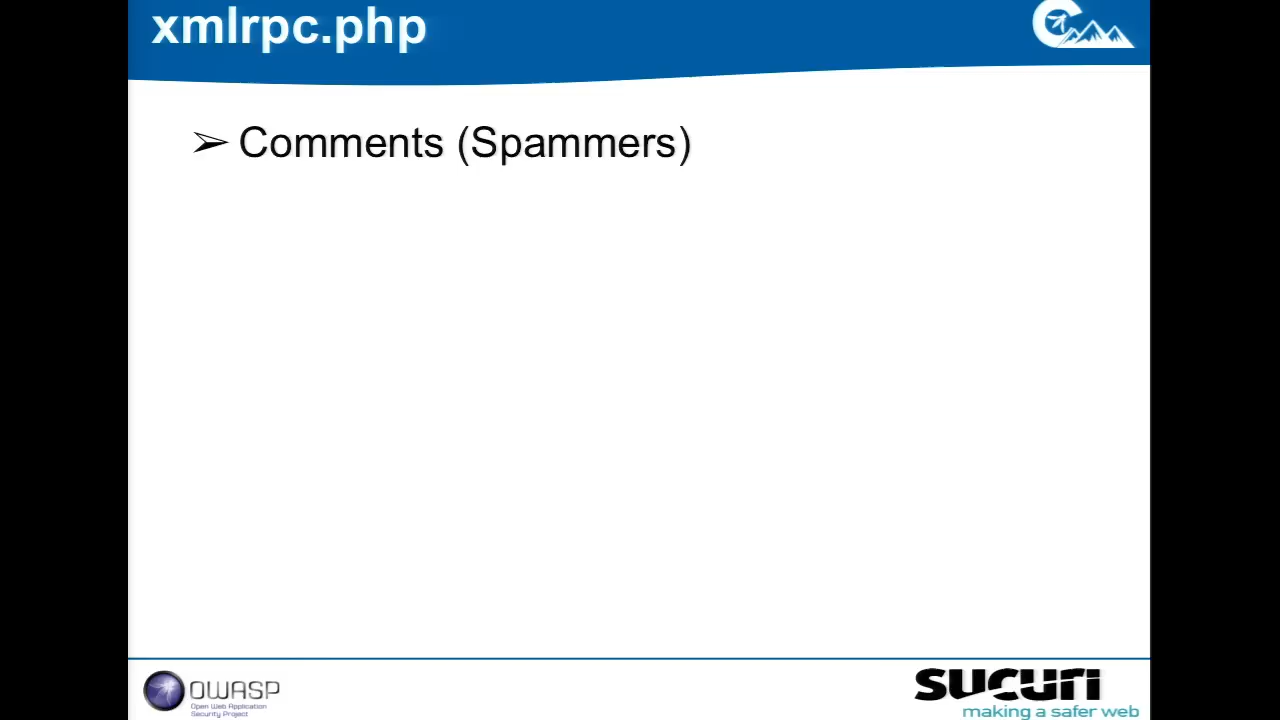 xmlrpc.php
➢ Comments (Spammers)
OWASP
Open Web Application
Security Project
sucuri
making a safer web